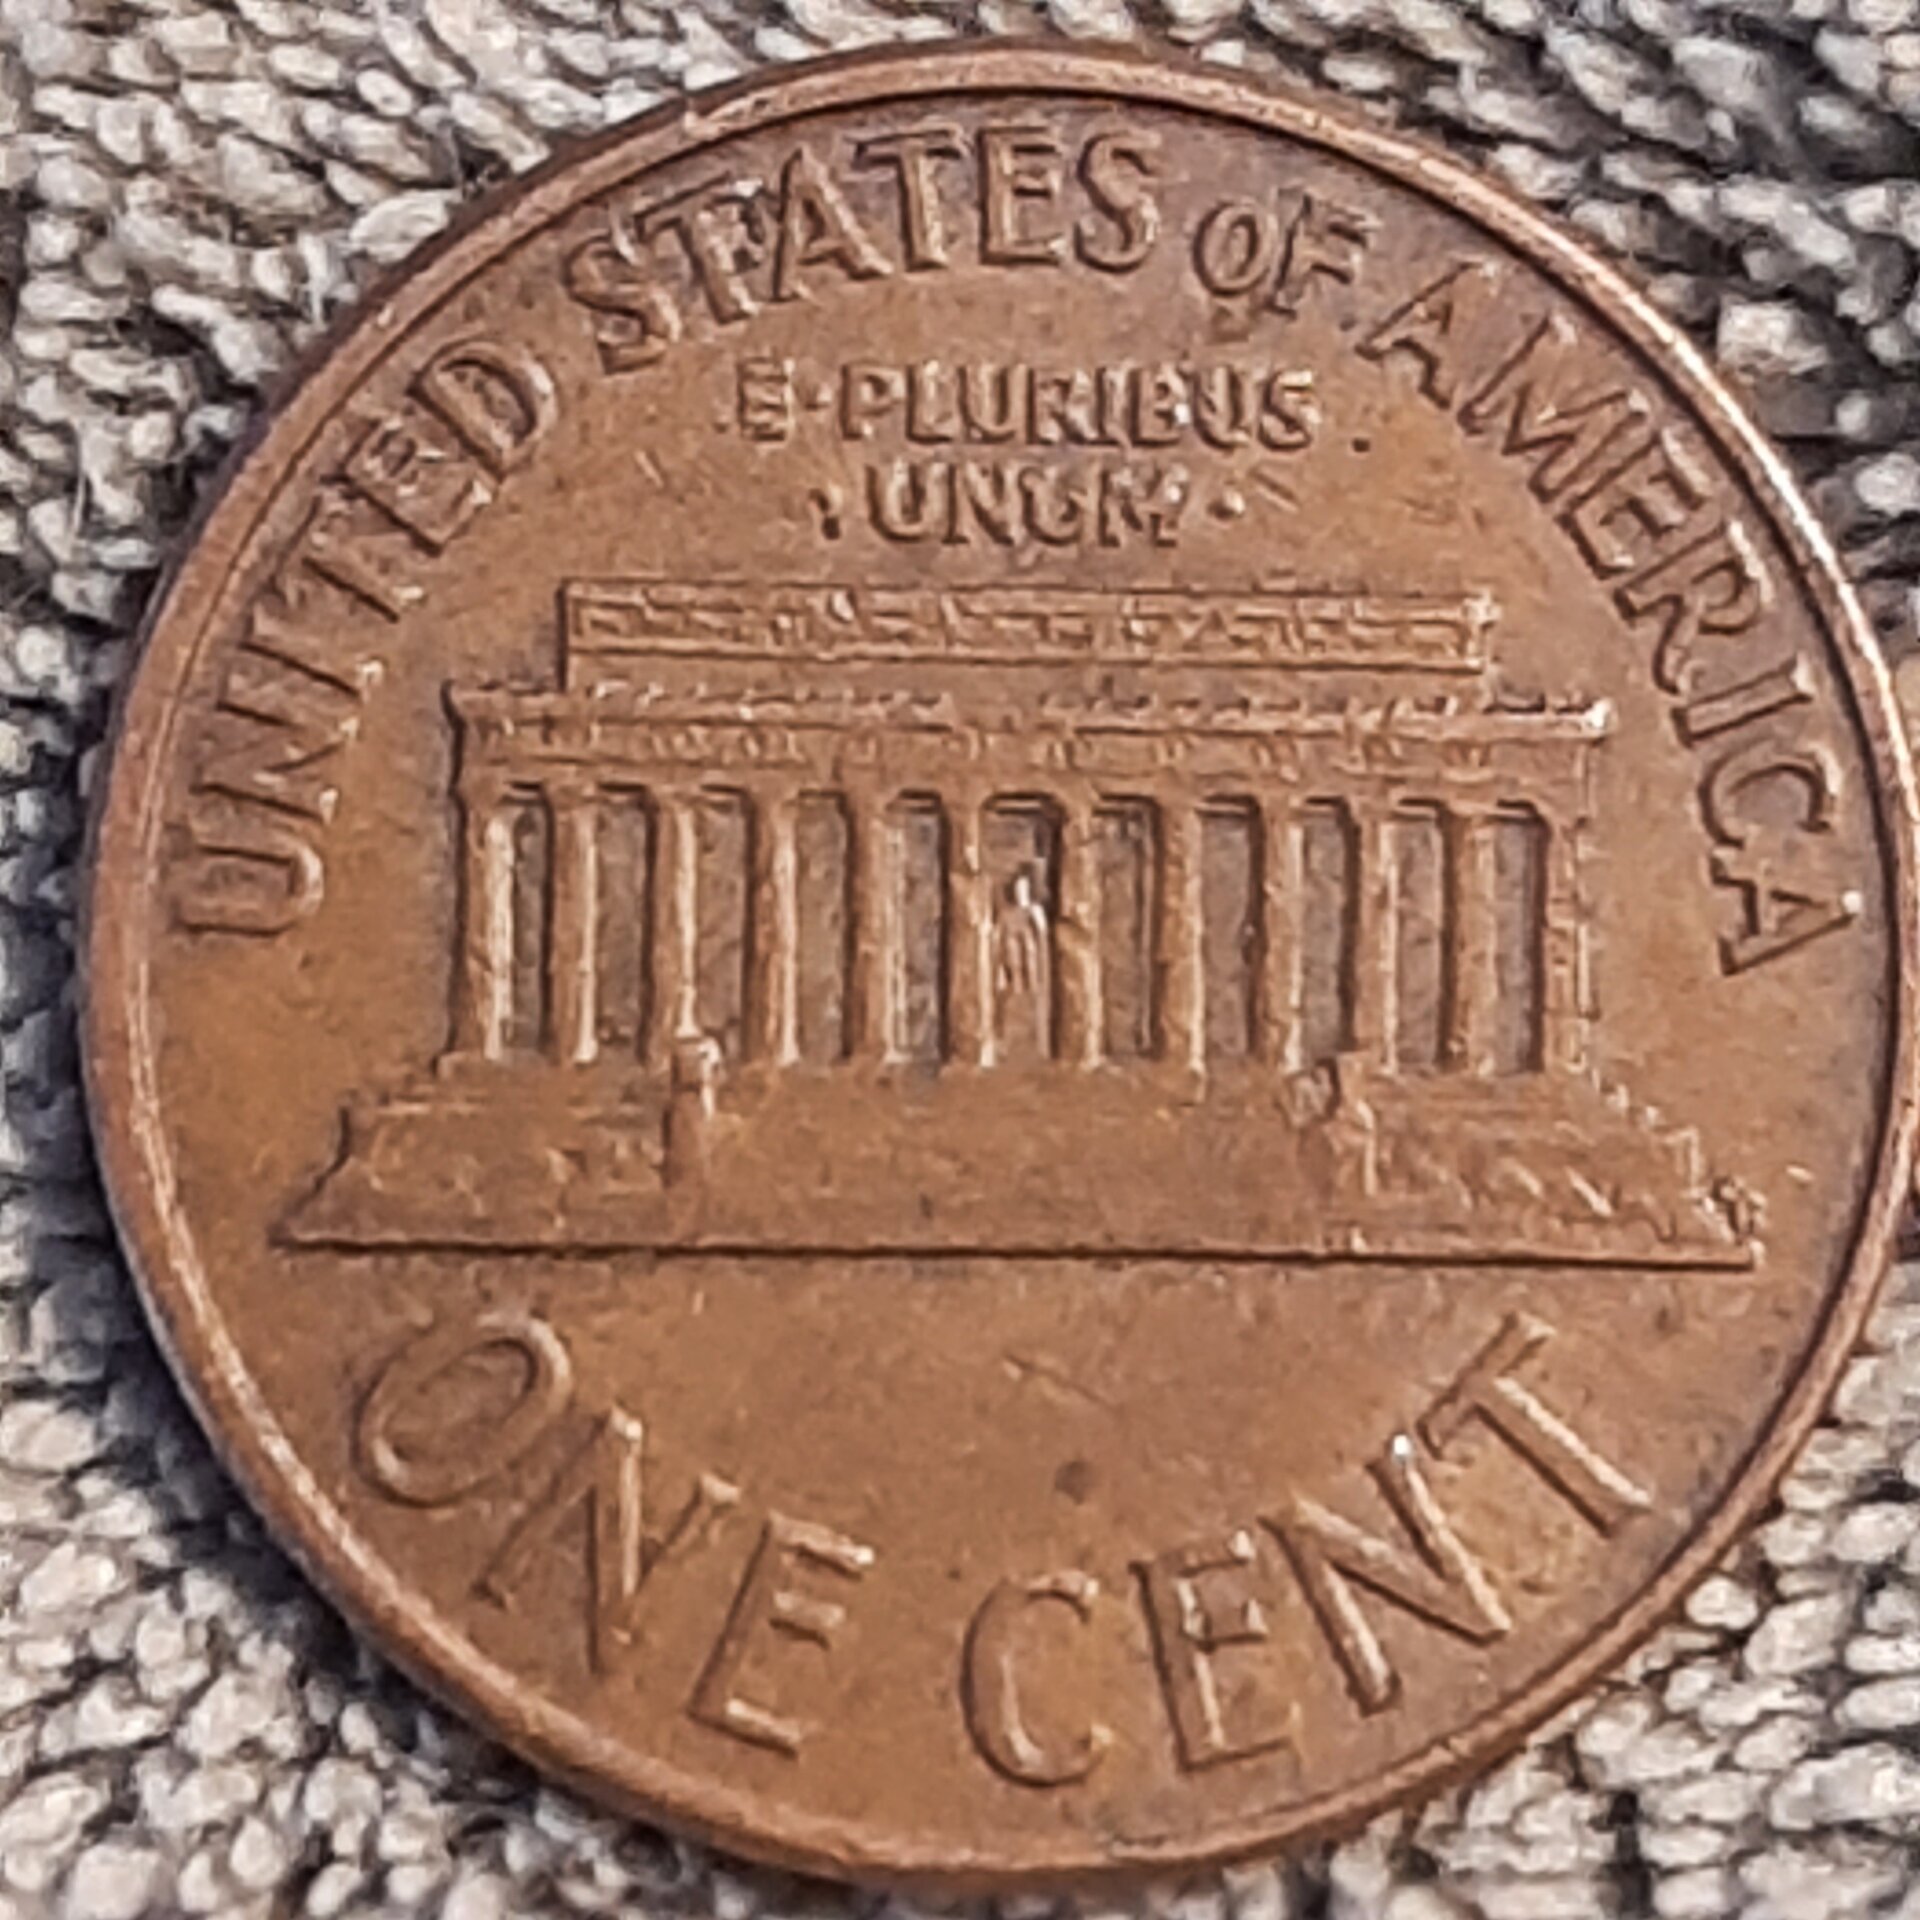 UNITED STATES OF AMERICA
E·PLURIBUS
·UNUM·
ONE CENT